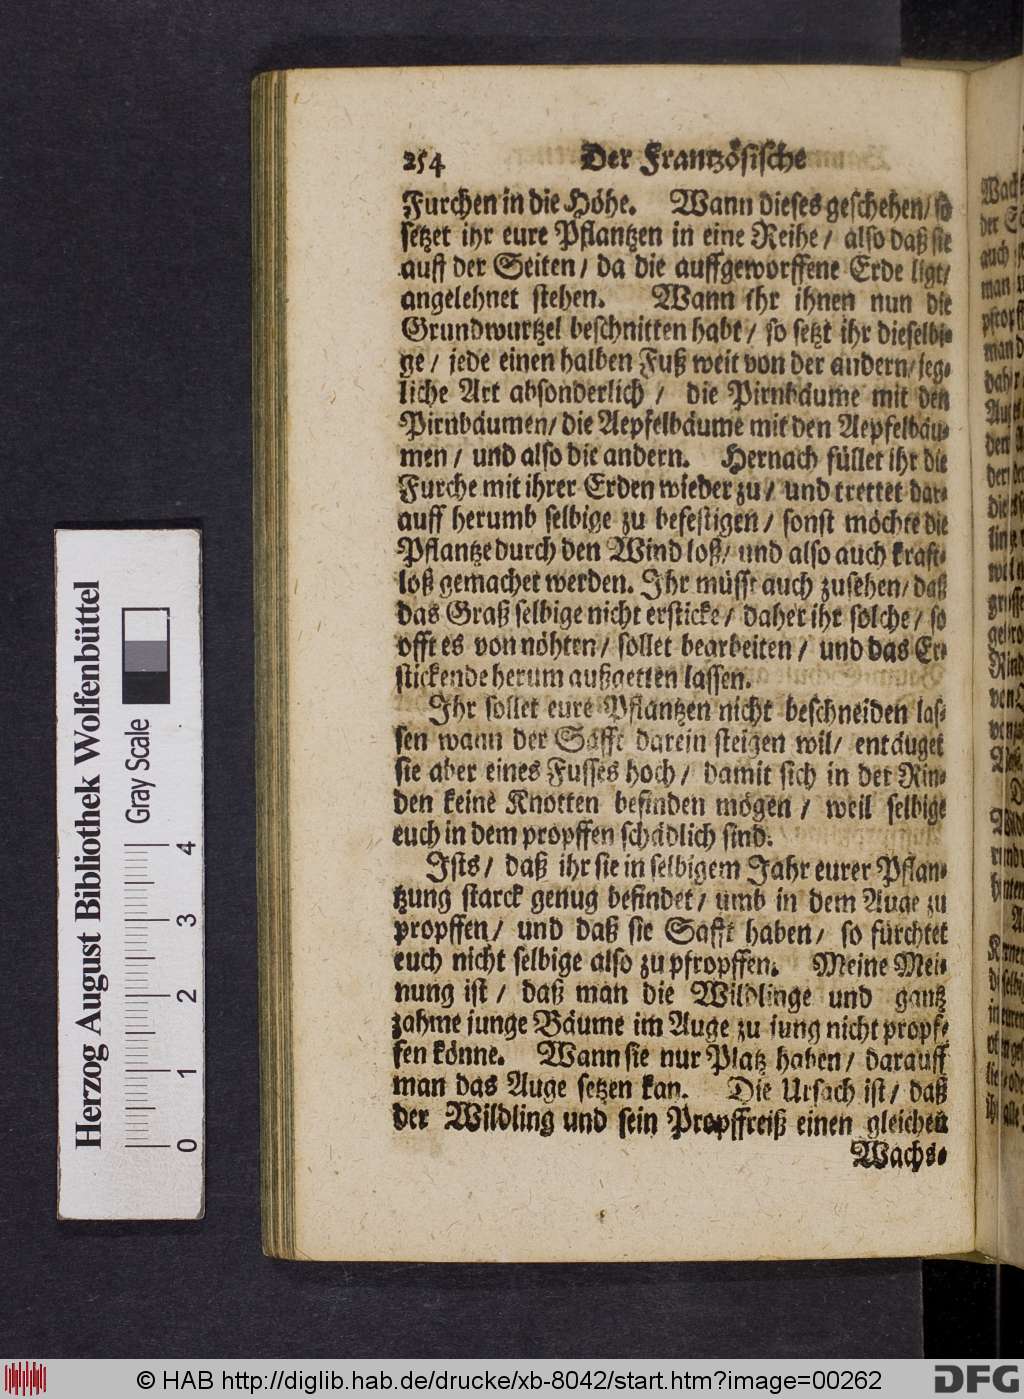 254 Der Frantzösische
Furchen in die Höhe. Wann dieses geschehen/ so
setzet ihr eure Pflantzen in eine Reihe / also daß sie
auff der Seiten / da die auffgeworffene Erde ligt/
angelehnet stehen. Wann ihr ihnen nun die
Grundwurtzel beschnitten habt / so setzt ihr dieselbi-
ge / jede einen halben Fuß weit von der andern/ jeg-
liche Art absonderlich / die Pirnbäume mit den
Pirnbäumen/ die Aepfelbäume mit den Aepfelbäu-
men / und also die andern. Hernach füllet ihr die
Furche mit ihrer Erden wieder zu / und trettet dar-
auff herumb selbige zu befestigen / sonst möchte die
Pflantze durch den Wind loß/ und also auch kraft-
loß gemachet werden. Ihr müsst auch zusehen/ daß
das Graß selbige nicht ersticke / daher ihr solche / so
offt es von nöhten / sollet bearbeiten / und das Er-
stickende herum außgetten lassen.
Ihr sollet eure Pflantzen nicht beschneiden las-
sen wann der Säfft darein steigen wil/ entäuget
sie aber eines Fusses hoch / damit sich in der Rin-
den keine Knotten befinden mögen / weil selbige
euch in dem propffen schädlich sind.
Ists / daß ihr sie in selbigem Jahr eurer Pflan-
tzung starck genug befindet / umb in dem Auge zu
propffen / und daß sie Safft haben / so fürchtet
euch nicht selbige also zu pfropffen. Meine Mei-
nung ist / daß man die Wildlinge und gantz
zahme junge Bäume im Auge zu jung nicht propf-
fen könne. Wann sie nur Platz haben / darauff
man das Auge setzen kan. Die Ursach ist / daß
der Wildling und sein Propffreiß einen gleichen
Wachs-
Herzog August Bibliothek Wolfenbüttel
Gray Scale
0 1 2 3 4
© HAB http://diglib.hab.de/drucke/xb-8042/start.htm?image=00262
DFG